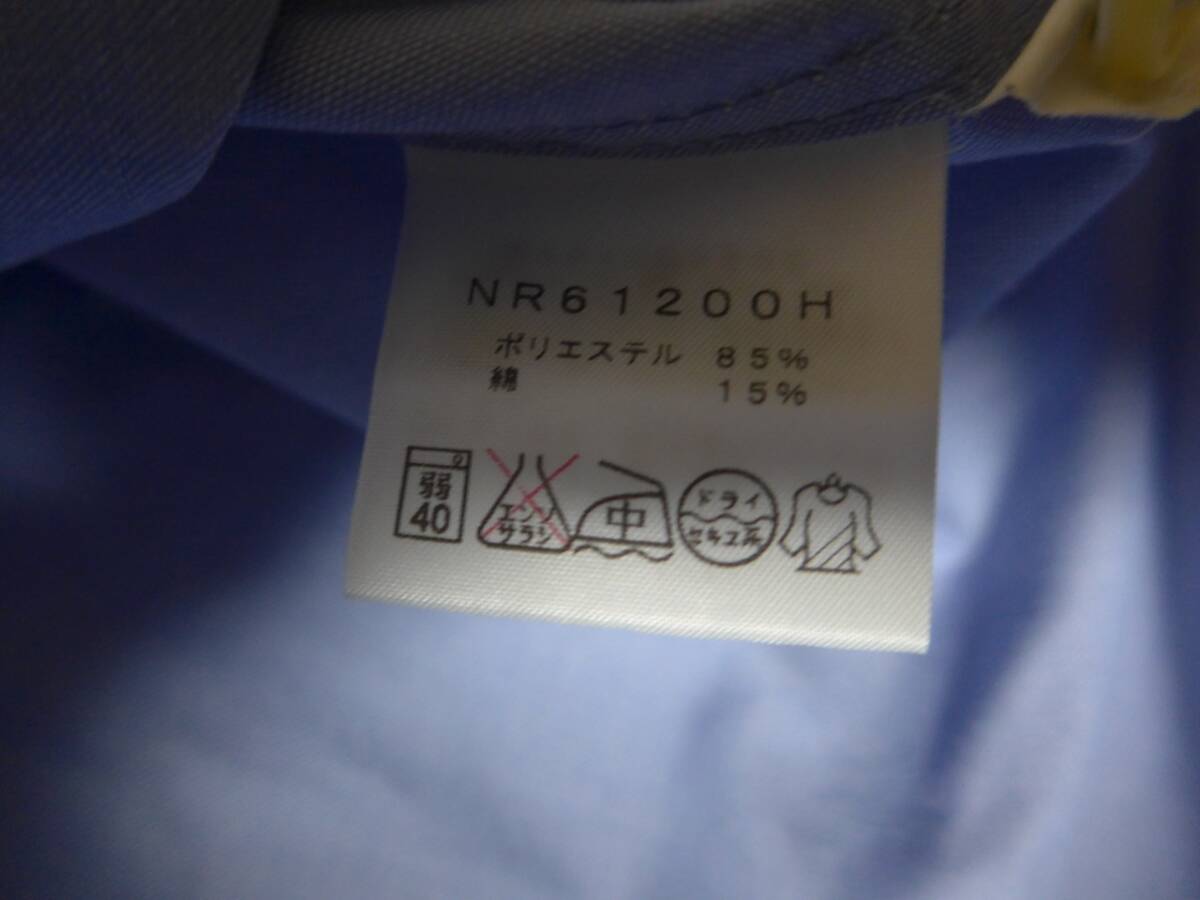 NR61200H
ポリエステル 85%
綿 15%
弱 エンソ 中 ドライ
40 サラシ セキユ系